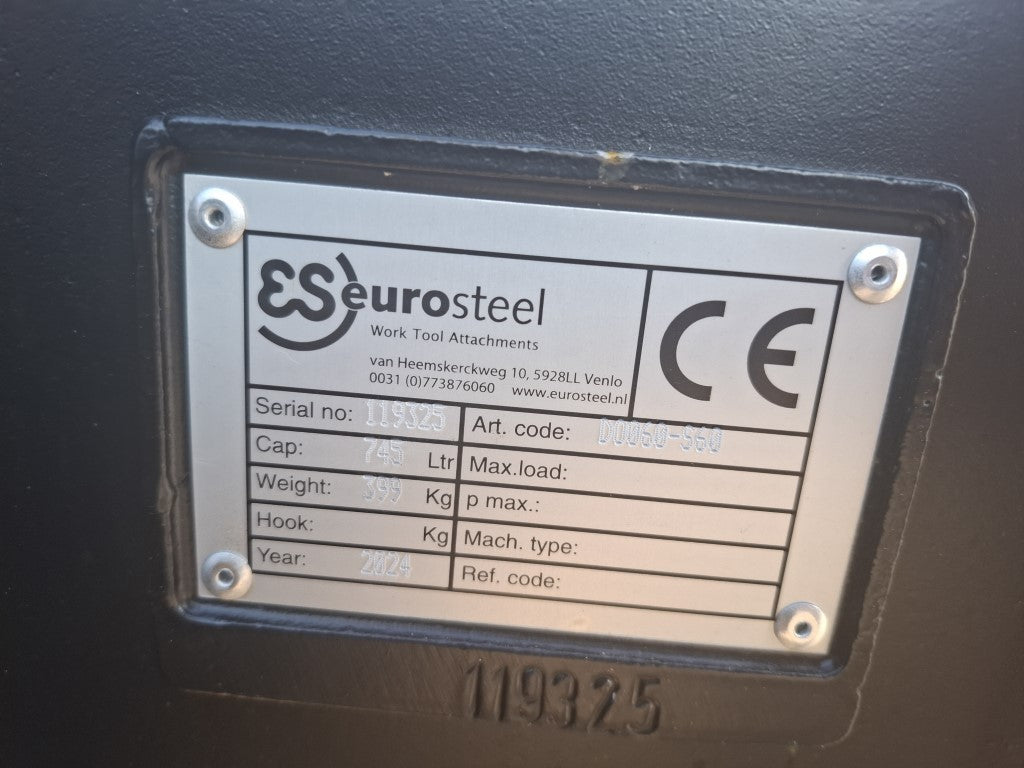 ES eurosteel
Work Tool Attachments
van Heemskerckweg 10, 5928LL Venlo
0031 (0)773876060 www.eurosteel.nl
CE
Serial no: 119325
Art. code: DO060-S60
Cap: 745 Ltr
Max.load:
Weight: 399 Kg
p max.:
Hook: Kg
Mach. type:
Year: 2024
Ref. code:
119325